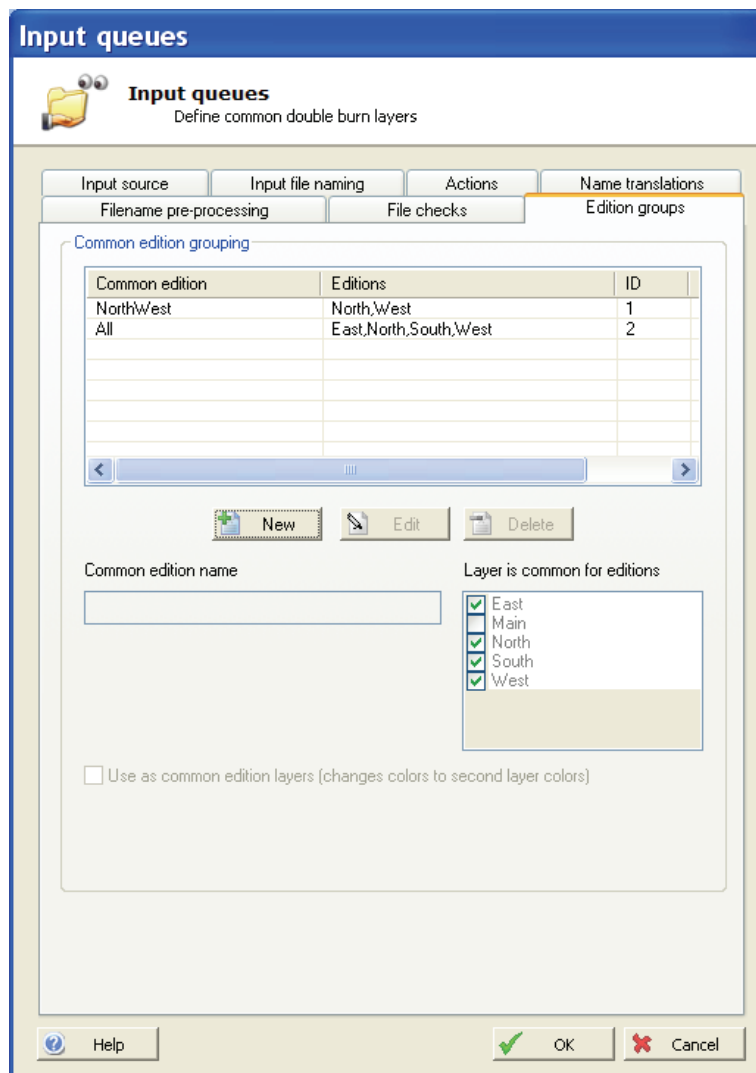 Input queues
Input queues
Define common double burn layers
Input source Input file naming Actions Name translations
Filename pre-processing File checks Edition groups
Common edition grouping
Common edition Editions ID
NorthWest North,West 1
All East,North,South,West 2
New Edit Delete
Common edition name Layer is common for editions
East
Main
North
South
West
Use as common edition layers (changes colors to second layer colors)
Help OK Cancel